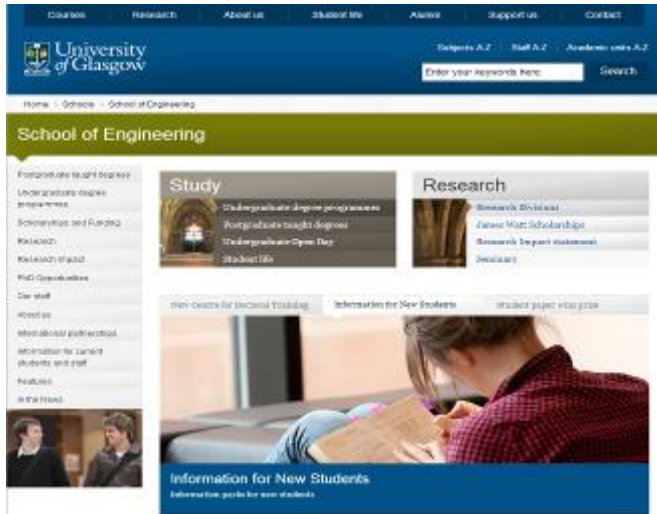 Courses Research About us Student life Alumni Support us Contact
University
of Glasgow
Subjects A-Z Staff A-Z Academic units A-Z
Enter your keywords here Search
Home Schools School of Engineering
School of Engineering
Postgraduate taught degrees
Undergraduate degree
programmes
Scholarships and Funding
Research
Research impact
PhD Opportunities
Our staff
About us
International partnerships
Information for current
students and staff
Features
In the News
Study
Undergraduate degree programmes
Postgraduate taught degrees
Undergraduate Open Day
Student life
Research
Research Divisions
James Watt Scholarships
Research Impact statement
Seminars
New Centre for Doctoral Training Information for New Students Student paper wins prize
Information for New Students
Information packs for new students